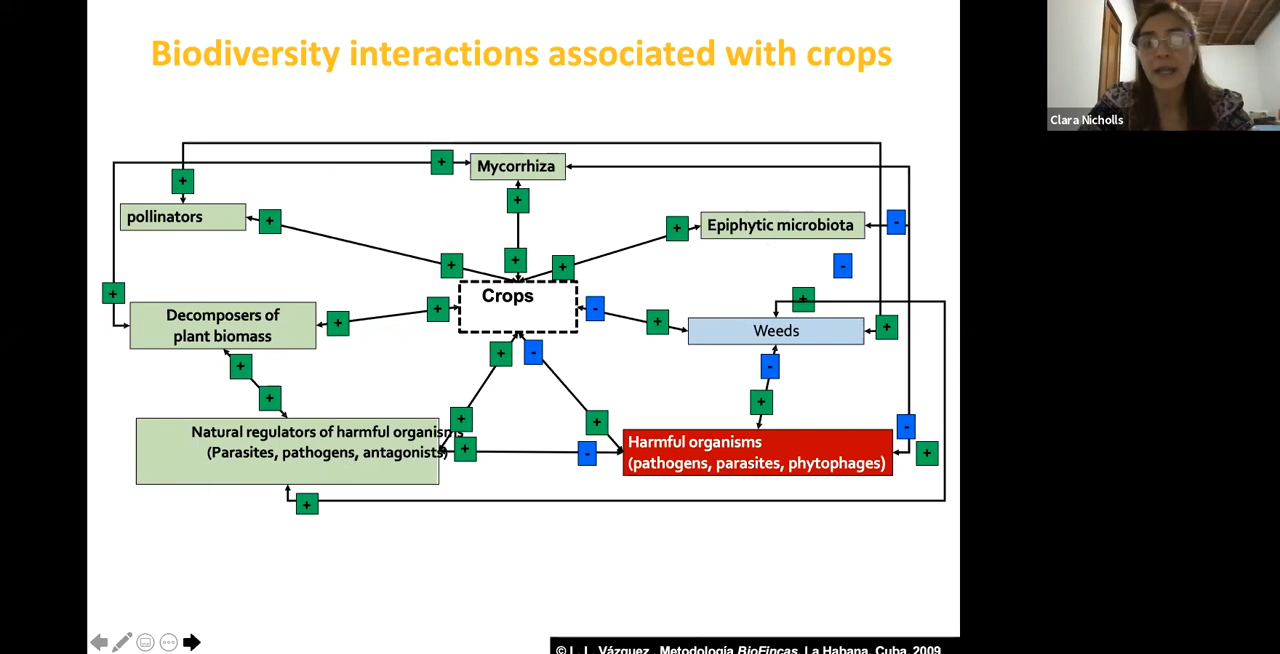 Biodiversity interactions associated with crops
Clara Nicholls
+
Mycorrhiza
+
pollinators
+
+
Epiphytic microbiota
-
+
+
+
+
-
+
Crops
+
-
+
+
Decomposers of
plant biomass
+
+
Weeds
+
+
-
-
+
+
+
+
+
-
+
Natural regulators of harmful organisms
(Parasites, pathogens, antagonists)
+
-
Harmful organisms
(pathogens, parasites, phytophages)
+
+
© L. L. Vázquez. Metodología BioFincas. La Habana, Cuba, 2009